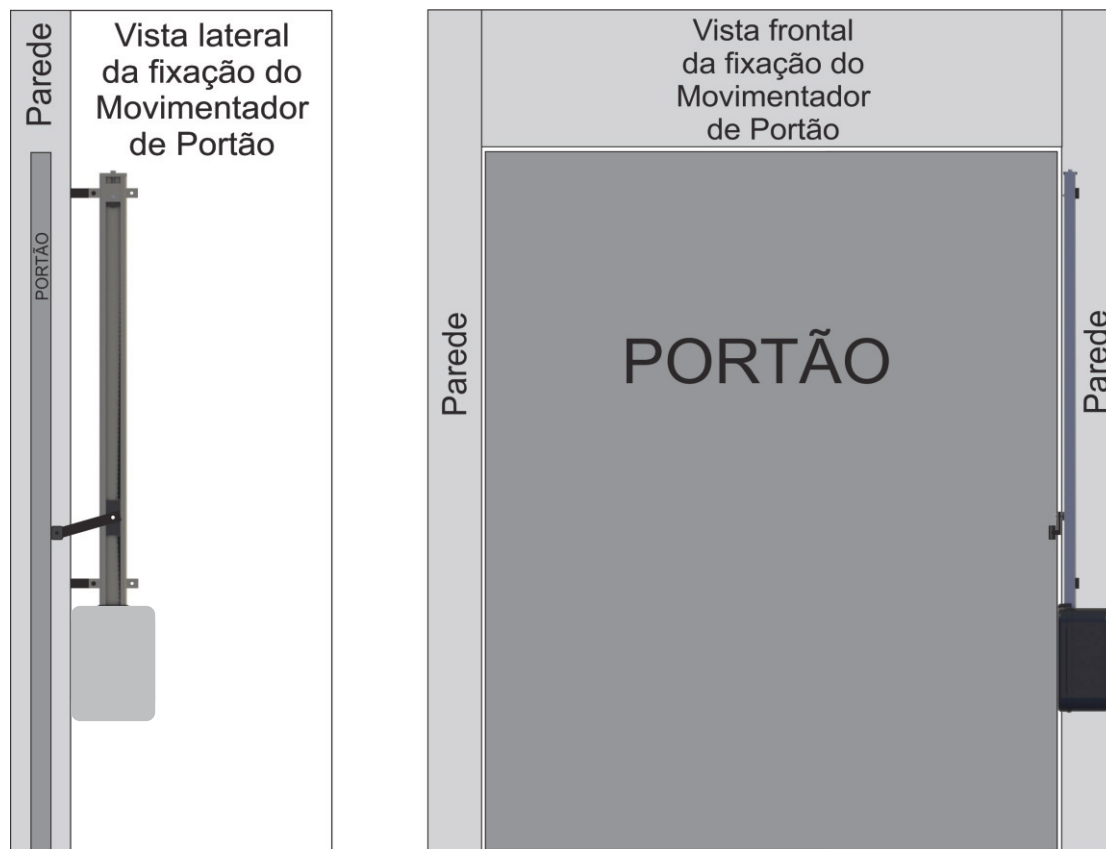 Parede
Vista lateral
da fixação do
Movimentador
de Portão
PORTÃO
Vista frontal
da fixação do
Movimentador
de Portão
PORTÃO
Parede
Parede